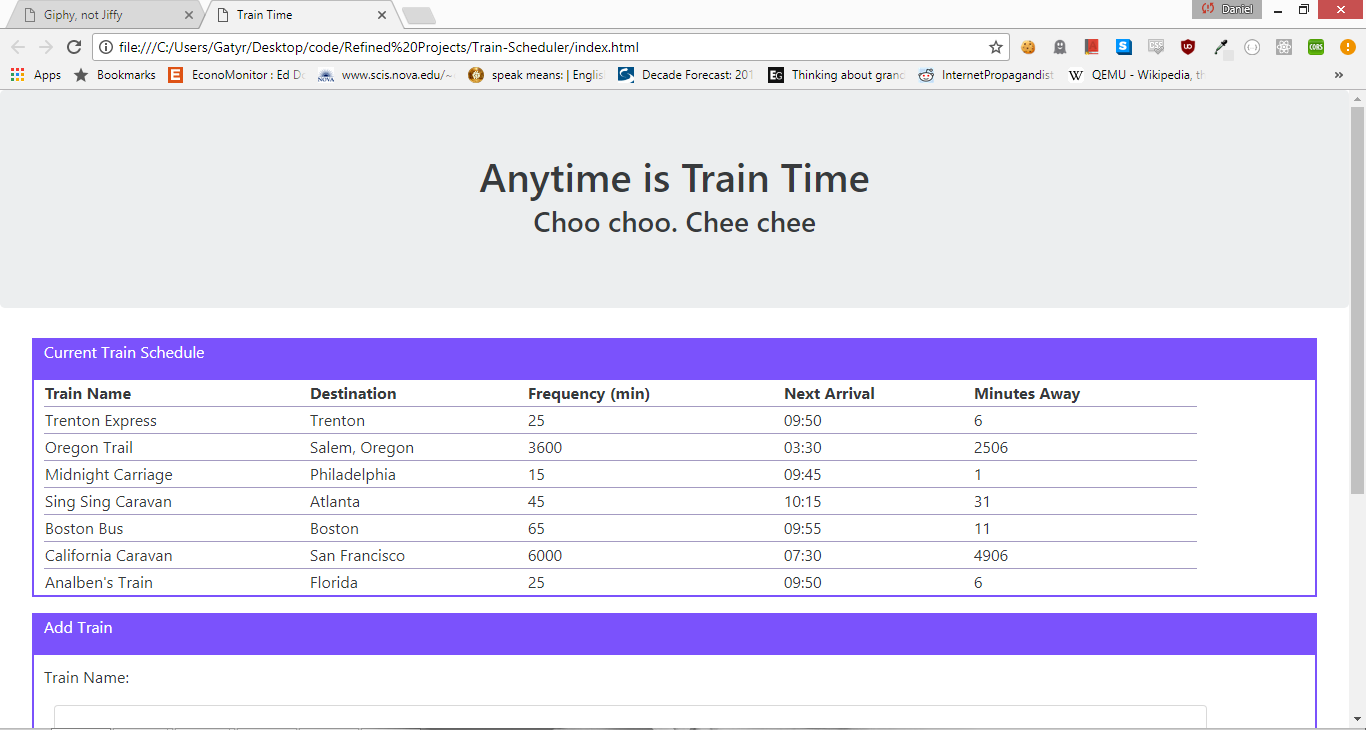 Giphy, not Jiffy
Train Time
Daniel
file:///C:/Users/Gatyr/Desktop/code/Refined%20Projects/Train-Scheduler/index.html
Apps Bookmarks EconoMonitor : Ed D www.scis.nova.edu/~ speak means: | Englis Decade Forecast: 201 Thinking about grand InternetPropagandist QEMU - Wikipedia, th »
Anytime is Train Time
Choo choo. Chee chee
Current Train Schedule
Train Name Destination Frequency (min) Next Arrival Minutes Away
Trenton Express Trenton 25 09:50 6
Oregon Trail Salem, Oregon 3600 03:30 2506
Midnight Carriage Philadelphia 15 09:45 1
Sing Sing Caravan Atlanta 45 10:15 31
Boston Bus Boston 65 09:55 11
California Caravan San Francisco 6000 07:30 4906
Analben's Train Florida 25 09:50 6
Add Train
Train Name: